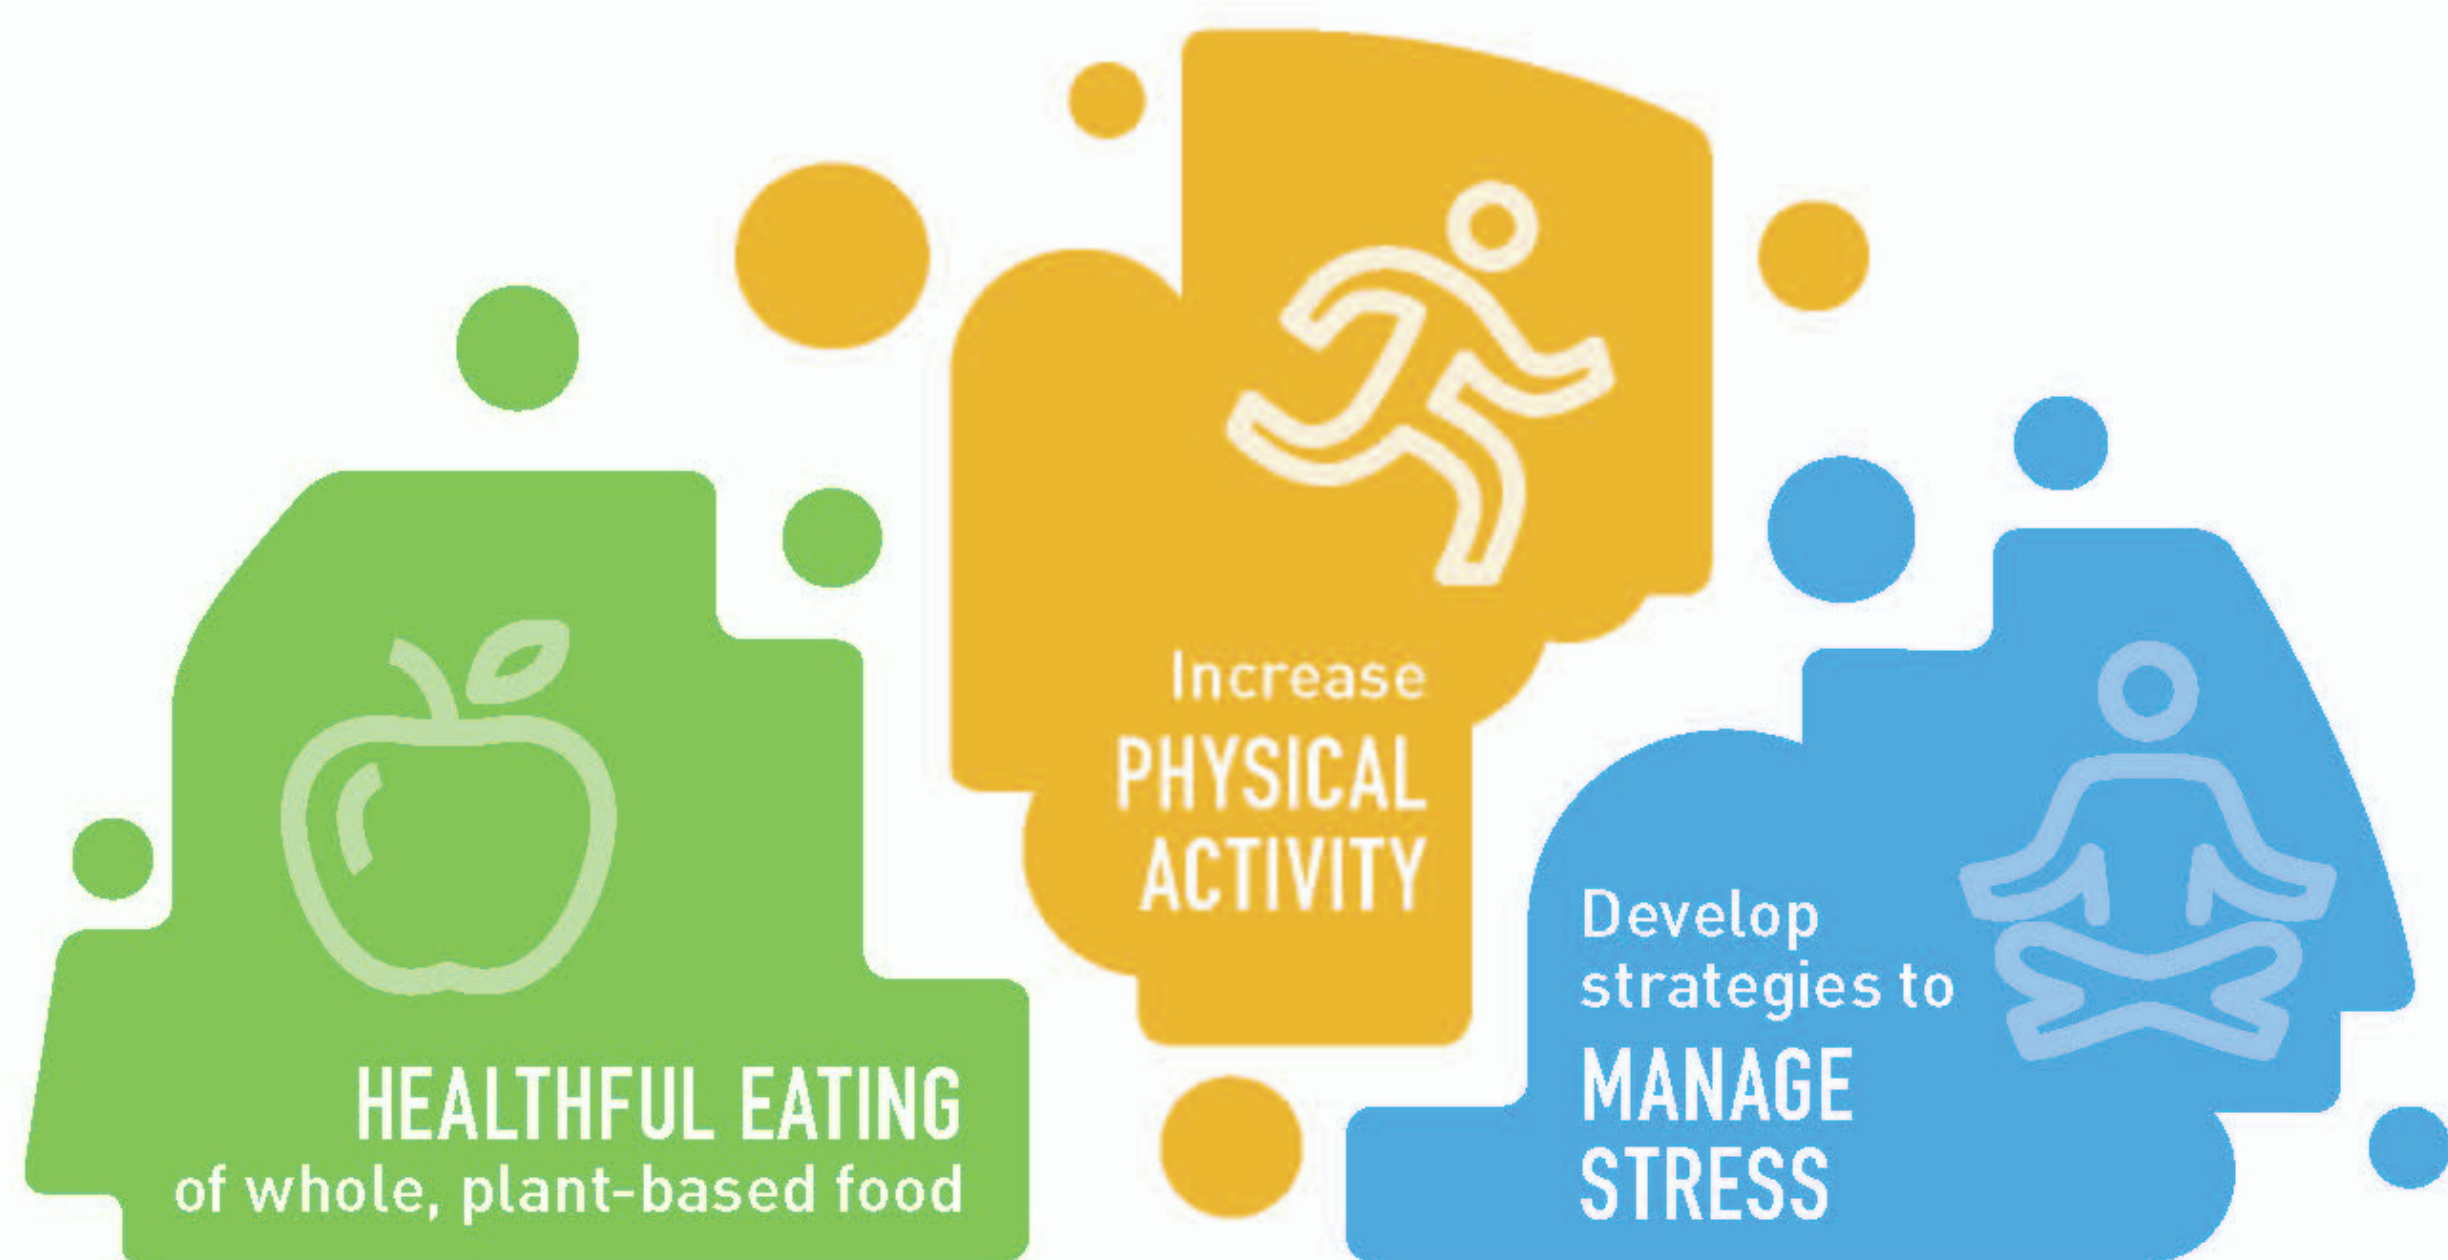 HEALTHFUL EATING
of whole, plant-based food
Increase
PHYSICAL
ACTIVITY
Develop
strategies to
MANAGE
STRESS